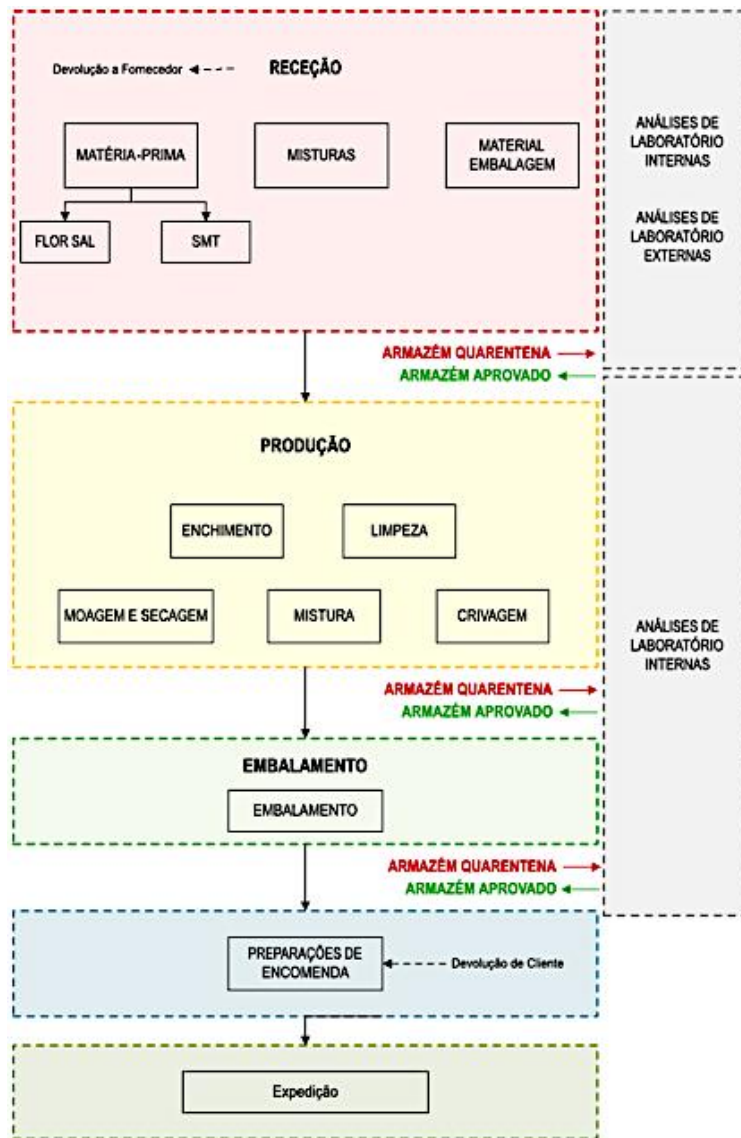 Devolução a Fornecedor
RECEÇÃO
MATÉRIA-PRIMA
MISTURAS
MATERIAL
EMBALAGEM
FLOR SAL
SMT
ANÁLISES DE
LABORATÓRIO
INTERNAS
ANÁLISES DE
LABORATÓRIO
EXTERNAS
ARMAZÉM QUARENTENA
ARMAZÉM APROVADO
PRODUÇÃO
ENCHIMENTO
LIMPEZA
MOAGEM E SECAGEM
MISTURA
CRIVAGEM
ANÁLISES DE
LABORATÓRIO
INTERNAS
ARMAZÉM QUARENTENA
ARMAZÉM APROVADO
EMBALAMENTO
EMBALAMENTO
ARMAZÉM QUARENTENA
ARMAZÉM APROVADO
PREPARAÇÕES DE
ENCOMENDA
Devolução de Cliente
Expedição